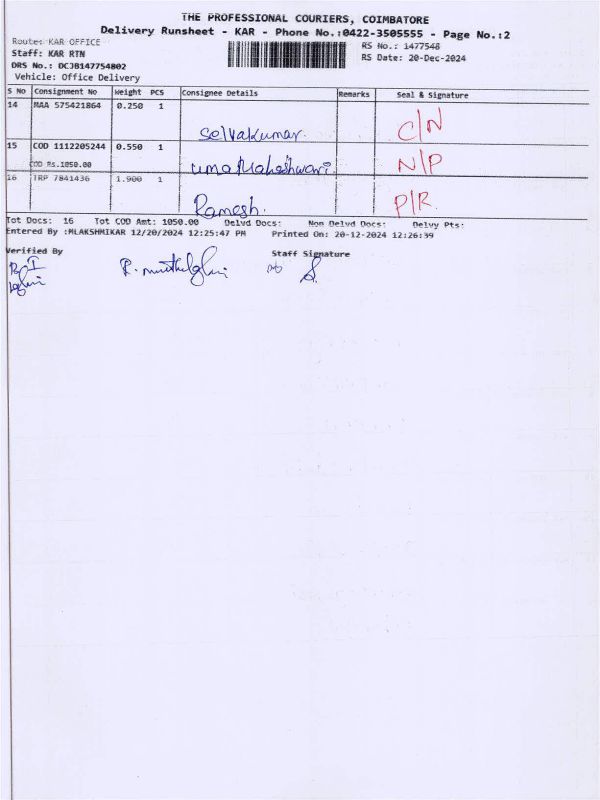 THE PROFESSIONAL COURIERS, COIMBATORE
Delivery Runsheet - KAR - Phone No.:0422-3505555 - Page No.:2
Route: KAR OFFICE
RS No.: 1477548
Staff: KAR RTN
RS Date: 20-Dec-2024
DRS No.: DCJB147754802
Vehicle: Office Delivery
S No Consignment No Weight PCS Consignee Details Remarks Seal & Signature
14 MAA 575421864 0.250 1
Selvakumar. C/N
15 COD 1112205244 0.550 1
COD Rs.1050.00 Uma Maheshwari. N/P
16 TRP 7841436 1.900 1
Ramesh. P/R.
Tot Docs: 16 Tot COD Amt: 1050.00 Delvd Docs: Non Delvd Docs: Delvy Pts:
Entered By :MLAKSHMIKAR 12/20/2024 12:25:47 PM Printed On: 20-12-2024 12:26:39
Verified By
Staff Signature